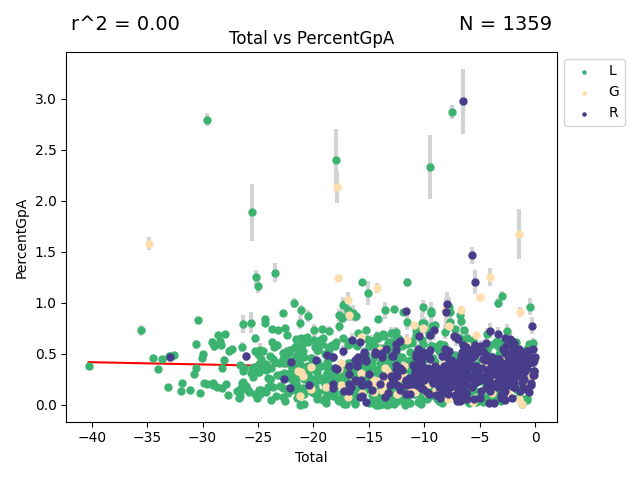 r^2 = 0.00
N = 1359
Total vs PercentGpA
L
G
R
3.0
2.5
2.0
1.5
1.0
0.5
0.0
PercentGpA
−40 −35 −30 −25 −20 −15 −10 −5 0
Total